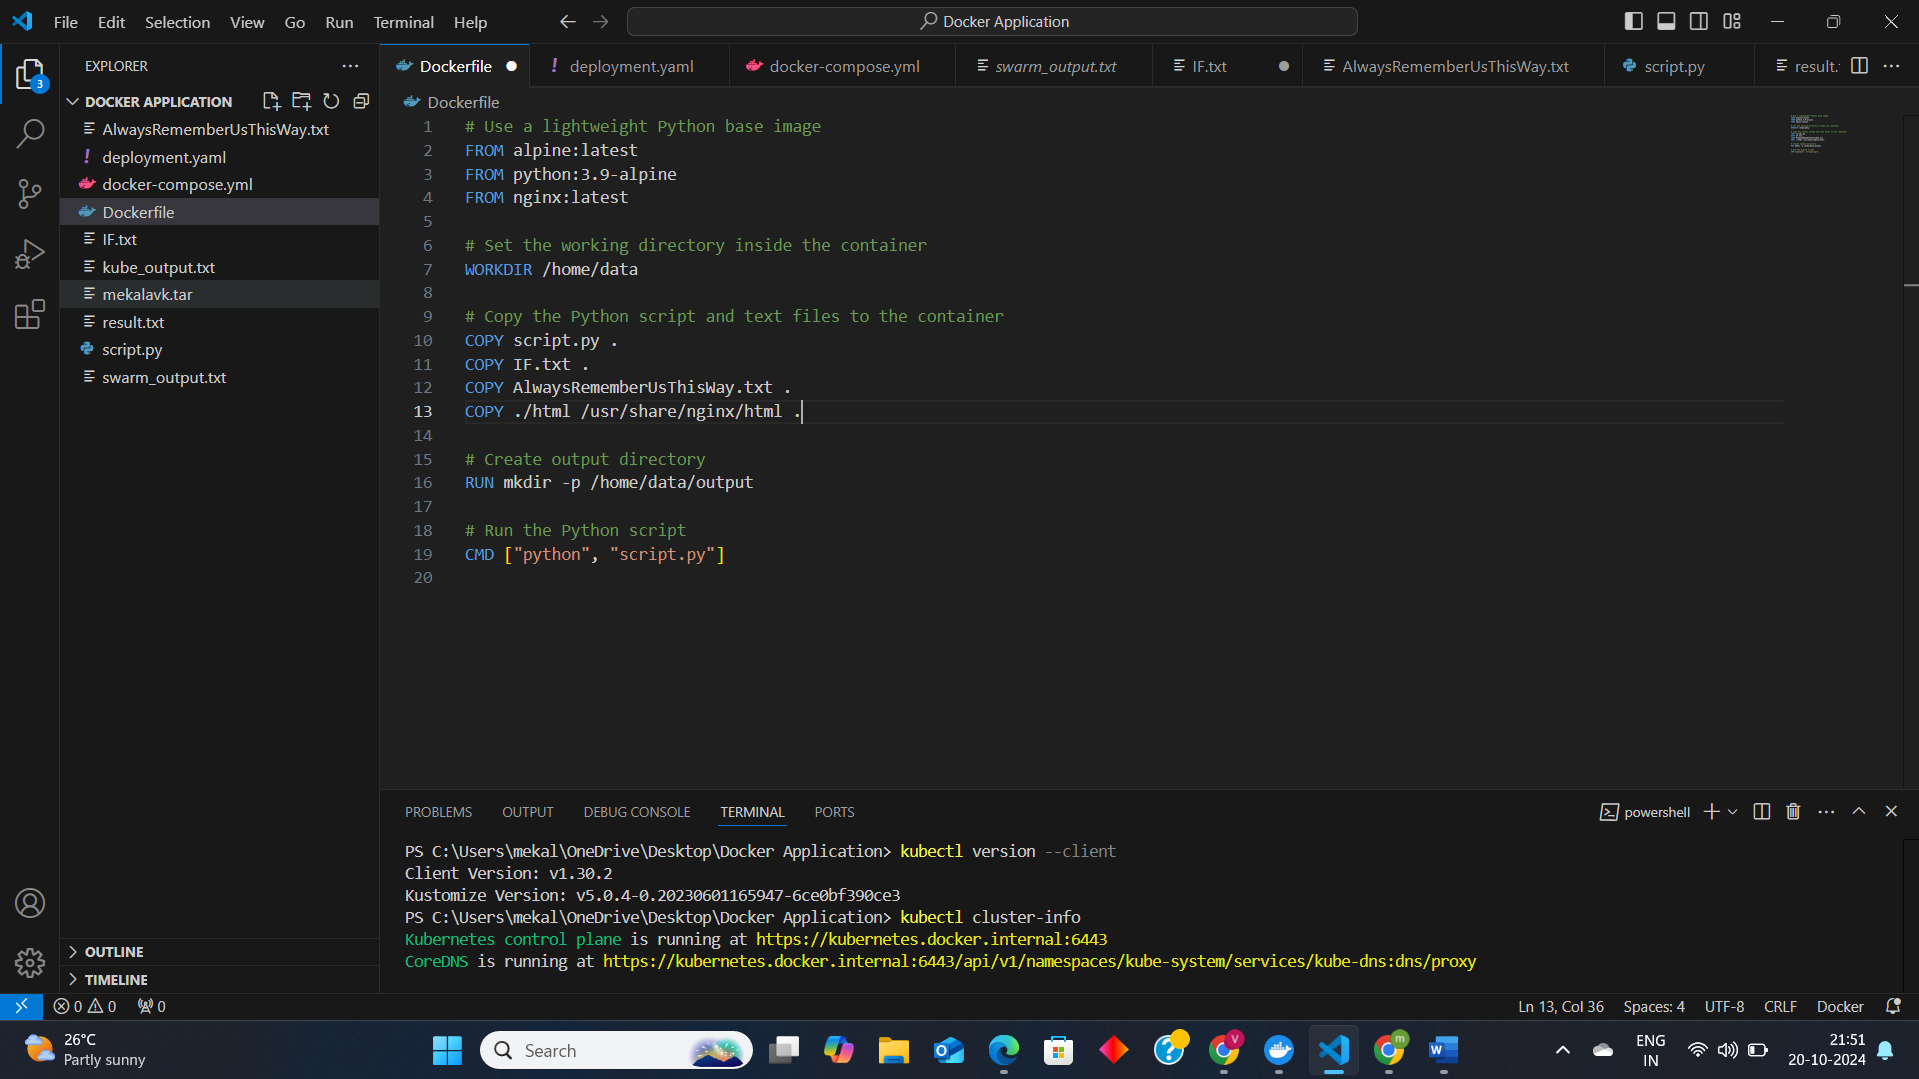 File Edit Selection View Go Run Terminal Help
Docker Application
EXPLORER
3
DOCKER APPLICATION
AlwaysRememberUsThisWay.txt
! deployment.yaml
docker-compose.yml
Dockerfile
IF.txt
kube_output.txt
mekalavk.tar
result.txt
script.py
swarm_output.txt
OUTLINE
TIMELINE
Dockerfile ! deployment.yaml docker-compose.yml swarm_output.txt IF.txt AlwaysRememberUsThisWay.txt script.py result.
Dockerfile
1 # Use a lightweight Python base image
2 FROM alpine:latest
3 FROM python:3.9-alpine
4 FROM nginx:latest
5
6 # Set the working directory inside the container
7 WORKDIR /home/data
8
9 # Copy the Python script and text files to the container
10 COPY script.py .
11 COPY IF.txt .
12 COPY AlwaysRememberUsThisWay.txt .
13 COPY ./html /usr/share/nginx/html .
14
15 # Create output directory
16 RUN mkdir -p /home/data/output
17
18 # Run the Python script
19 CMD ["python", "script.py"]
20
PROBLEMS OUTPUT DEBUG CONSOLE TERMINAL PORTS
powershell
PS C:\Users\mekal\OneDrive\Desktop\Docker Application> kubectl version --client
Client Version: v1.30.2
Kustomize Version: v5.0.4-0.20230601165947-6ce0bf390ce3
PS C:\Users\mekal\OneDrive\Desktop\Docker Application> kubectl cluster-info
Kubernetes control plane is running at https://kubernetes.docker.internal:6443
CoreDNS is running at https://kubernetes.docker.internal:6443/api/v1/namespaces/kube-system/services/kube-dns:dns/proxy
0 0 0
Ln 13, Col 36 Spaces: 4 UTF-8 CRLF Docker
26°C
Partly sunny
Search
V
m
ENG
IN
21:51
20-10-2024